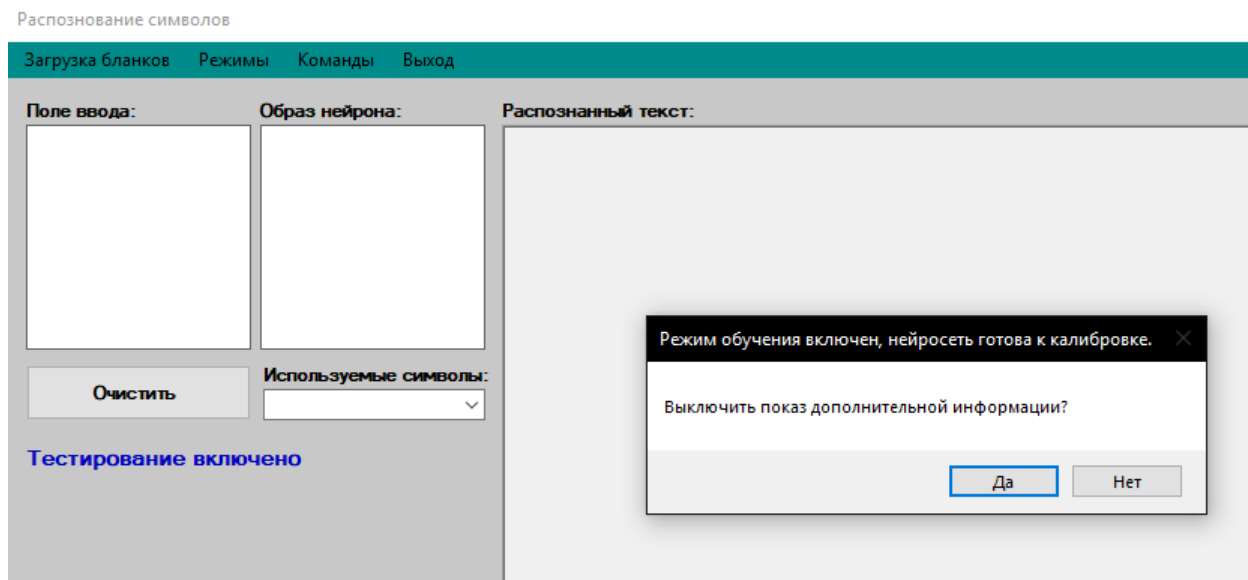 Распознование символов
Загрузка бланков Режимы Команды Выход
Поле ввода: Образ нейрона: Распознанный текст:
Режим обучения включен, нейросеть готова к калибровке.
Выключить показ дополнительной информации?
Очистить
Используемые символы:
Тестирование включено
Да Нет